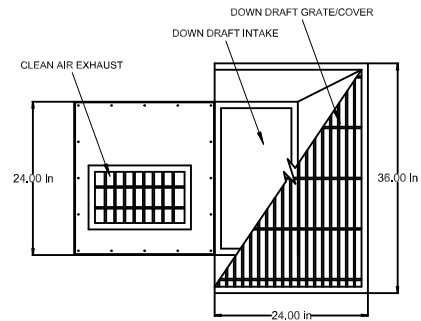 DOWN DRAFT GRATE/COVER
DOWN DRAFT INTAKE
CLEAN AIR EXHAUST
24.00 In
36.00 In
24.00 In